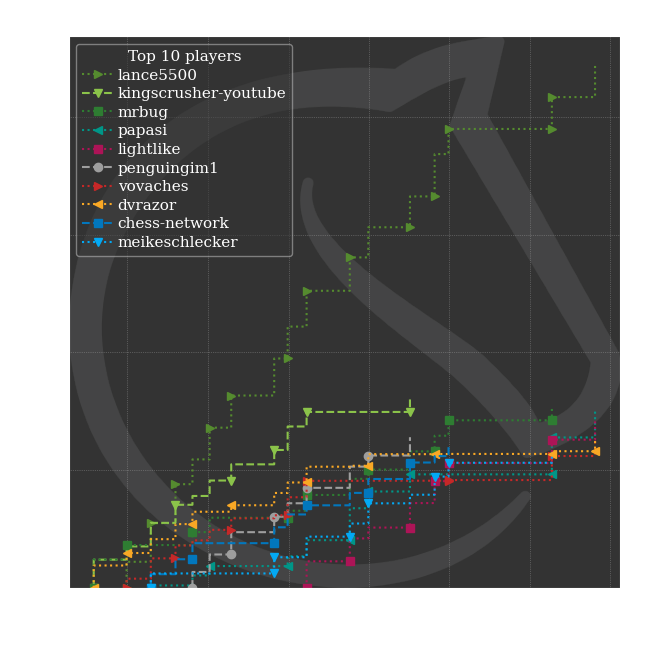 Top 10 players
lance5500
kingscrusher-youtube
mrbug
papasi
lightlike
penguingim1
vovaches
dvrazor
chess-network
meikeschlecker